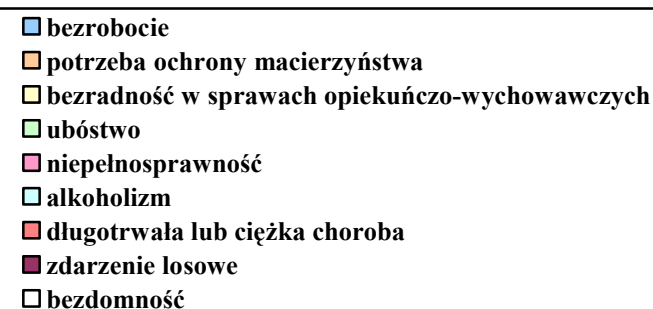 bezrobocie
potrzeba ochrony macierzyństwa
bezradność w sprawach opiekuńczo-wychowawczych
ubóstwo
niepełnosprawność
alkoholizm
długotrwała lub ciężka choroba
zdarzenie losowe
bezdomność